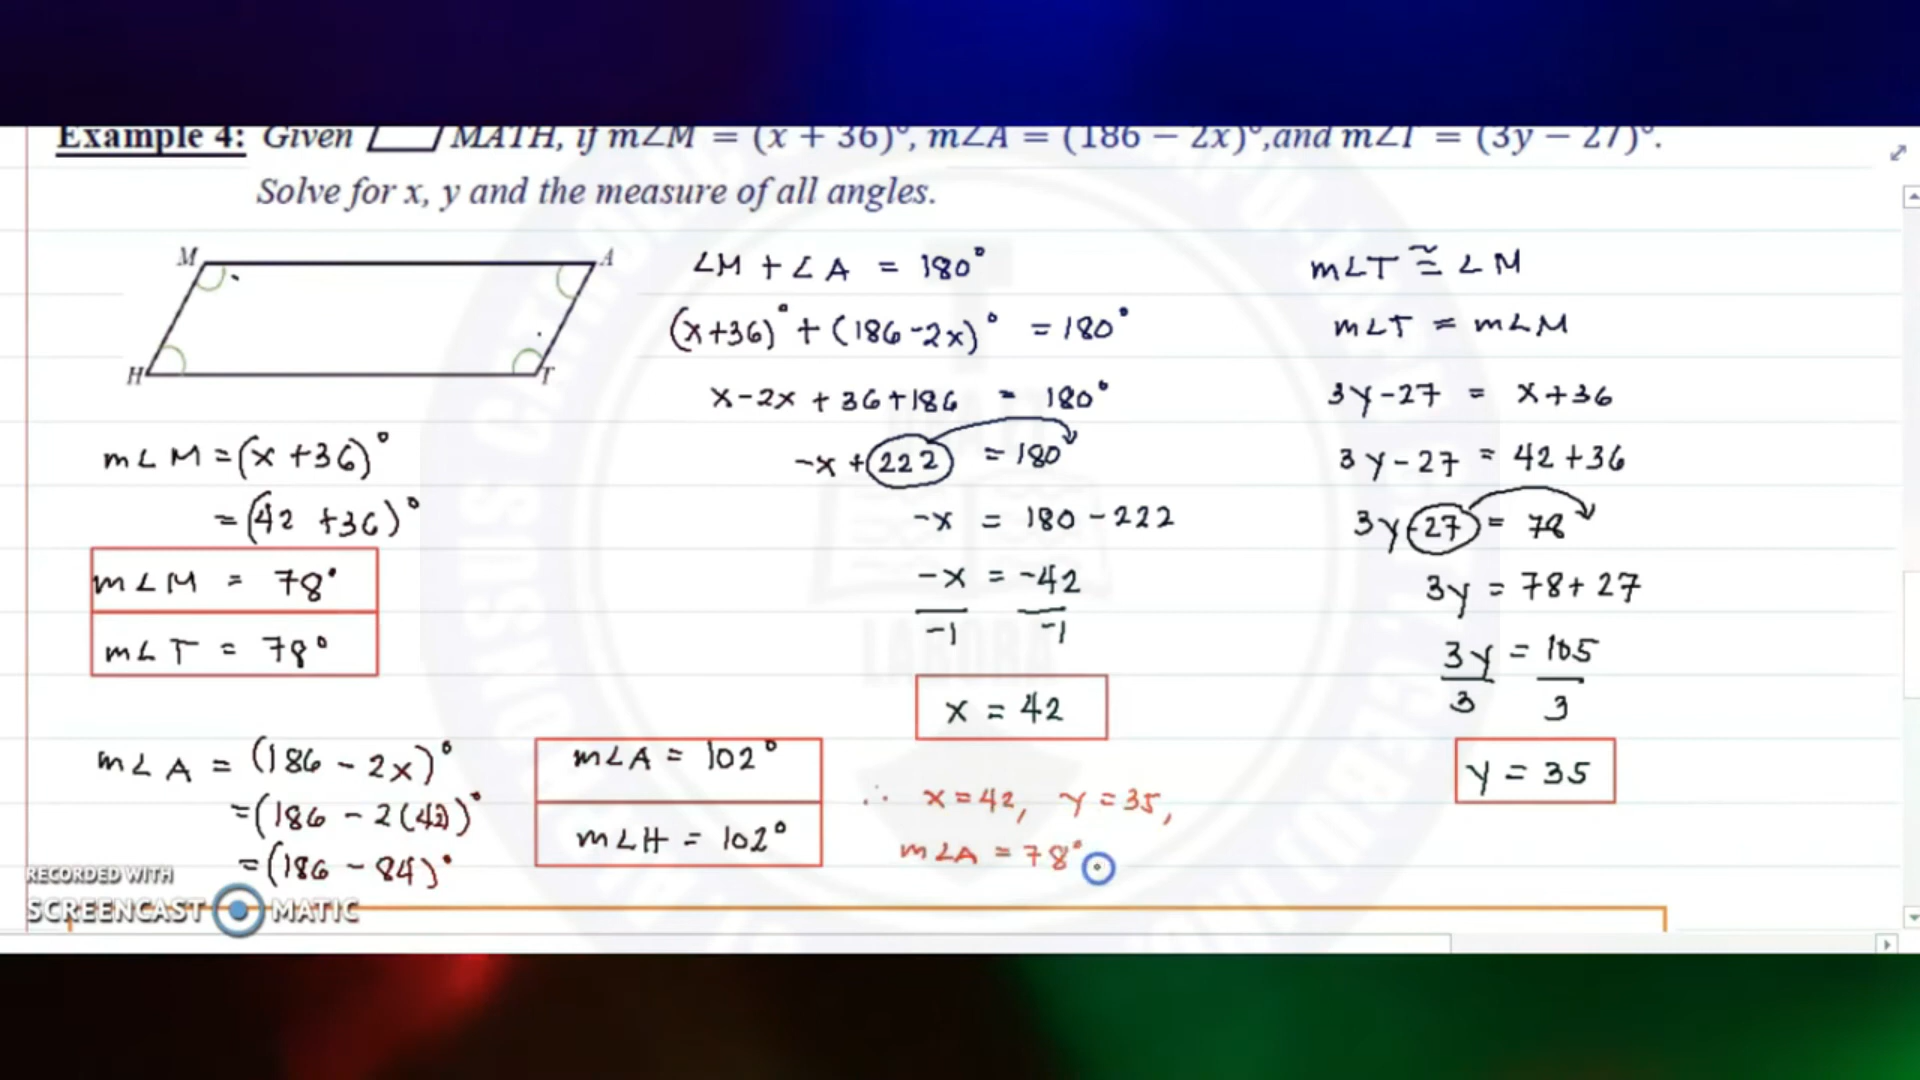 Example 4: Given ▱ MATH, if m∠M = (x + 36)°, m∠A = (186 − 2x)°,and m∠T = (3y − 27)°.
Solve for x, y and the measure of all angles.
M A
H T
m∠M = (x + 36)°
= (42 + 36)°
m∠M = 78°
m∠T = 78°
m∠A = (186 - 2x)°
= (186 - 2(42))°
= (186 - 84)°
m∠A = 102°
m∠H = 102°
∠M + ∠A = 180°
(x+36)° + (186-2x)° = 180°
x-2x + 36+186 = 180°
-x + 222 = 180°
-x = 180 - 222
-x = -42
-1 -1
x = 42
∴ x = 42, y = 35,
m∠A = 78°
m∠T ≅ ∠M
m∠T = m∠M
3y-27 = x+36
3y-27 = 42+36
3y-27 = 78
3y = 78+27
3y = 105
3 3
y = 35
RECORDED WITH
SCREENCAST MATIC